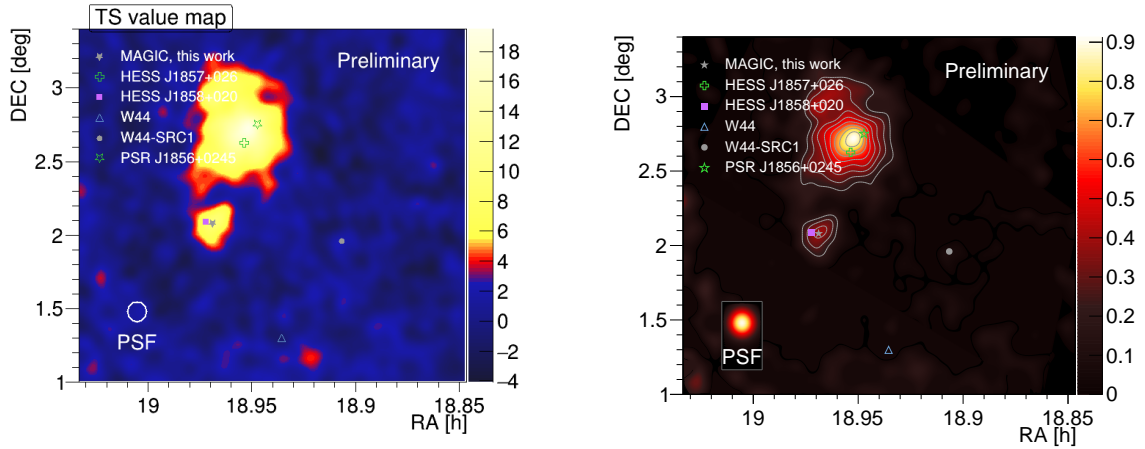 TS value map
DEC [deg]
3
2.5
2
1.5
1
MAGIC, this work
HESS J1857+026
HESS J1858+020
W44
W44-SRC1
PSR J1856+0245
Preliminary
PSF
19
18.95
18.9
18.85
RA [h]
18
16
14
12
10
8
6
4
2
0
−2
−4
DEC [deg]
3
2.5
2
1.5
1
MAGIC, this work
HESS J1857+026
HESS J1858+020
W44
W44-SRC1
PSR J1856+0245
Preliminary
PSF
19
18.95
18.9
18.85
RA [h]
0.9
0.8
0.7
0.6
0.5
0.4
0.3
0.2
0.1
0